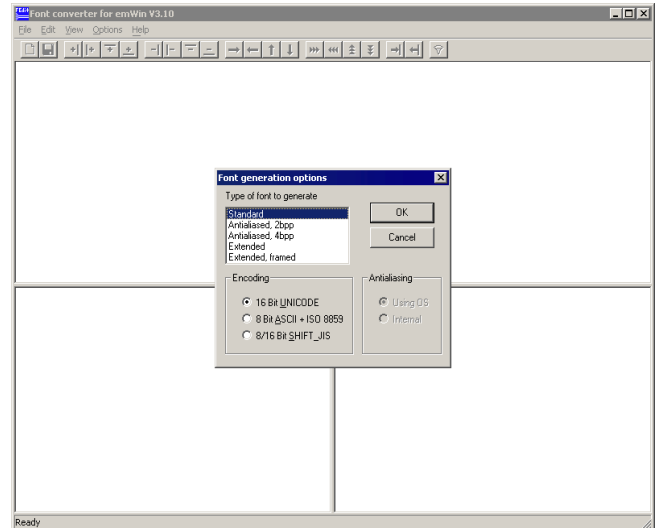 Font converter for emWin V3.10
File Edit View Options Help
Font generation options
Type of font to generate
Standard
Antialiased, 2bpp
Antialiased, 4bpp
Extended
Extended, framed
OK
Cancel
Encoding
16 Bit UNICODE
8 Bit ASCII + ISO 8859
8/16 Bit SHIFT_JIS
Antialiasing
Using OS
Internal
Ready